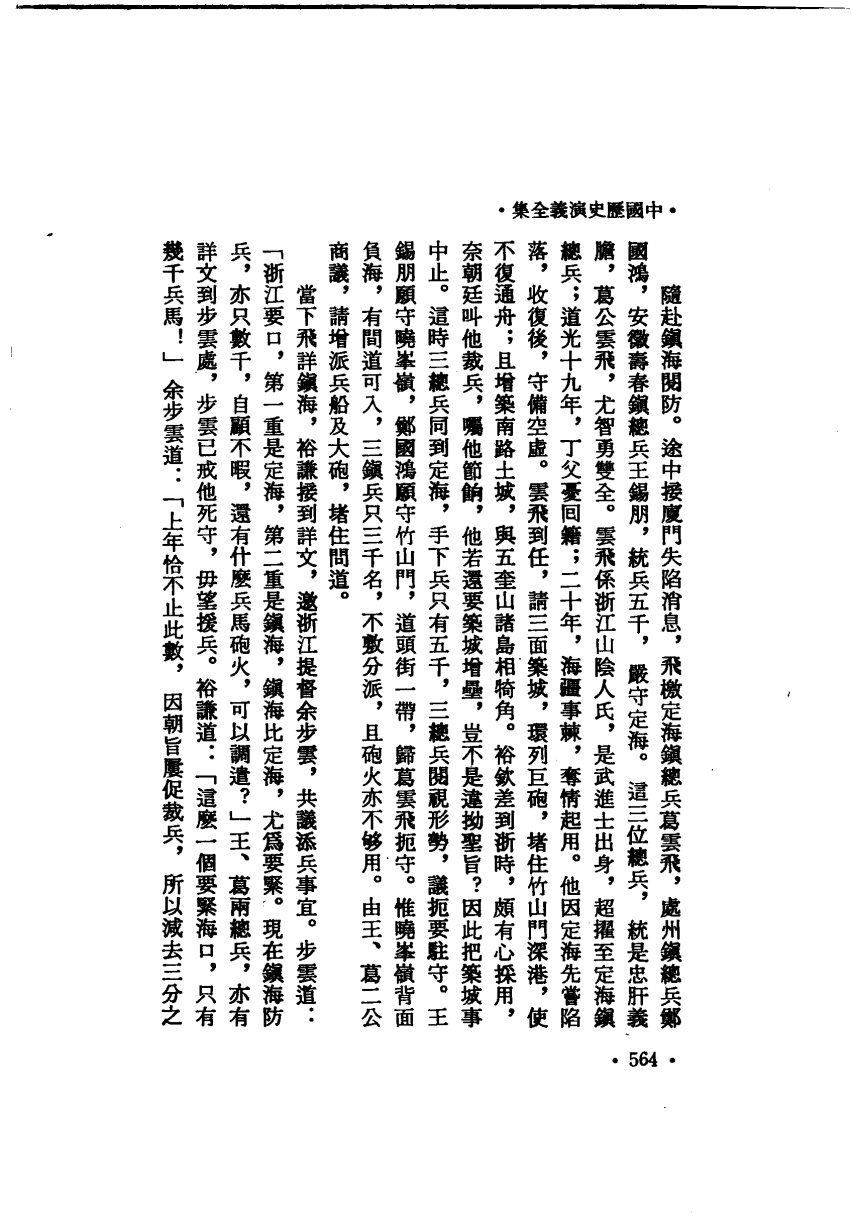 •中國歷史演義全集•
隨赴鎭海閱防。途中接廈門失陷消息,飛檄定海鎭總兵葛雲飛,處州鎭總兵鄭
國鴻,安徽壽春鎭總兵王錫朋,統兵五千,嚴守定海。這三位總兵,統是忠肝義
膽,葛公雲飛,尤智勇雙全。雲飛係浙江山陰人氏,是武進士出身,超擢至定海鎭
總兵;道光十九年,丁父憂回籍;二十年,海疆事棘,奪情起用。他因定海先嘗陷
落,收復後,守備空虛。雲飛到任,請三面築城,環列巨砲,堵住竹山門深港,使
不復通舟;且增築南路土城,與五奎山諸島相犄角。裕欽差到浙時,頗有心採用,
奈朝廷叫他裁兵,囑他節餉,他若還要築城增壘,豈不是違拗聖旨?因此把築城事
中止。這時三總兵同到定海,手下兵只有五千,三總兵閱視形勢,議扼要駐守。王
錫朋願守曉峯嶺,鄭國鴻願守竹山門,道頭街一帶,歸葛雲飛扼守。惟曉峯嶺背面
負海,有間道可入,三鎭兵只三千名,不敷分派,且砲火亦不够用。由王、葛二公
商議,請增派兵船及大砲,堵住間道。
當下飛詳鎭海,裕謙接到詳文,邀浙江提督余步雲,共議添兵事宜。步雲道:
「浙江要口,第一重是定海,第二重是鎭海,鎭海比定海,尤爲要緊。現在鎭海防
兵,亦只數千,自顧不暇,還有什麼兵馬砲火,可以調遣?」王、葛兩總兵,亦有
詳文到步雲處,步雲已戒他死守,毋望援兵。裕謙道:「這麼一個要緊海口,只有
幾千兵馬!」余步雲道:「上年恰不止此數,因朝旨屢促裁兵,所以減去三分之
•564•